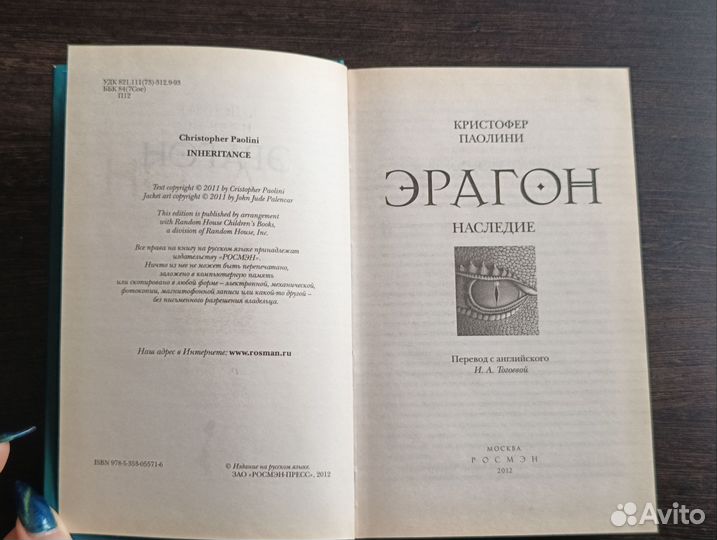 УДК 821.111(73)-312.9-93
ББК 84(7Сое)
П12
Christopher Paolini
INHERITANCE
Text copyright © 2011 by Cristopher Paolini
Jacket art copyright © 2011 by John Jude Palencar
This edition is published by arrangement
with Random House Children's Books,
a division of Random House, Inc.
Все права на книгу на русском языке принадлежат
издательству «РОСМЭН».
Ничто из нее не может быть перепечатано,
заложено в компьютерную память
или скопировано в любой форме – электронной, механической,
фотокопии, магнитофонной записи или какой-то другой –
без письменного разрешения владельца.
Наш адрес в Интернете: www.rosman.ru
ISBN 978-5-353-05571-6
© Издание на русском языке.
ЗАО «РОСМЭН-ПРЕСС», 2012
КРИСТОФЕР
ПАОЛИНИ
ЭРАГОН
НАСЛЕДИЕ
Перевод с английского
И. А. Тогоевой
МОСКВА
РОСМЭН
2012
Avito